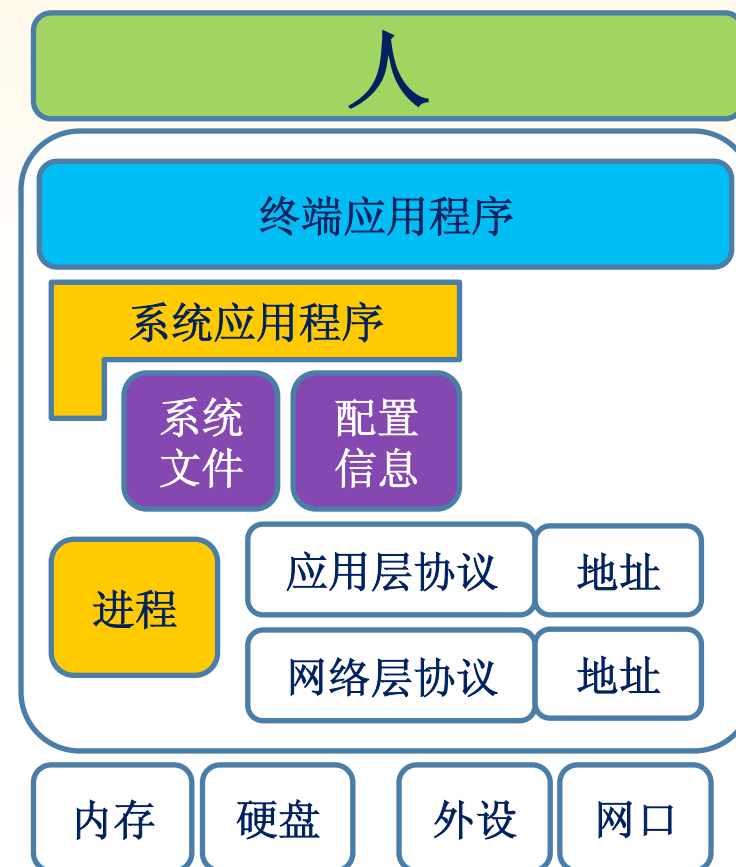 人
终端应用程序
系统应用程序
系统
文件
配置
信息
进程
应用层协议
地址
网络层协议
地址
内存
硬盘
外设
网口